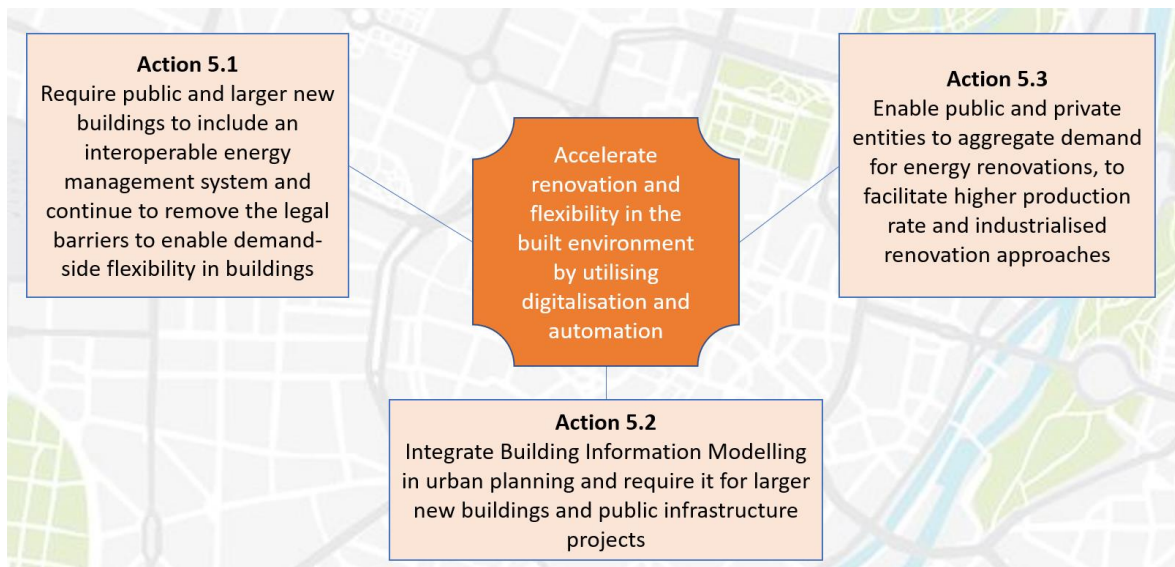 Action 5.1
Require public and larger new
buildings to include an
interoperable energy
management system and
continue to remove the legal
barriers to enable demand-
side flexibility in buildings
Accelerate
renovation and
flexibility in the
built environment
by utilising
digitalisation and
automation
Action 5.3
Enable public and private
entities to aggregate demand
for energy renovations, to
facilitate higher production
rate and industrialised
renovation approaches
Action 5.2
Integrate Building Information Modelling
in urban planning and require it for larger
new buildings and public infrastructure
projects